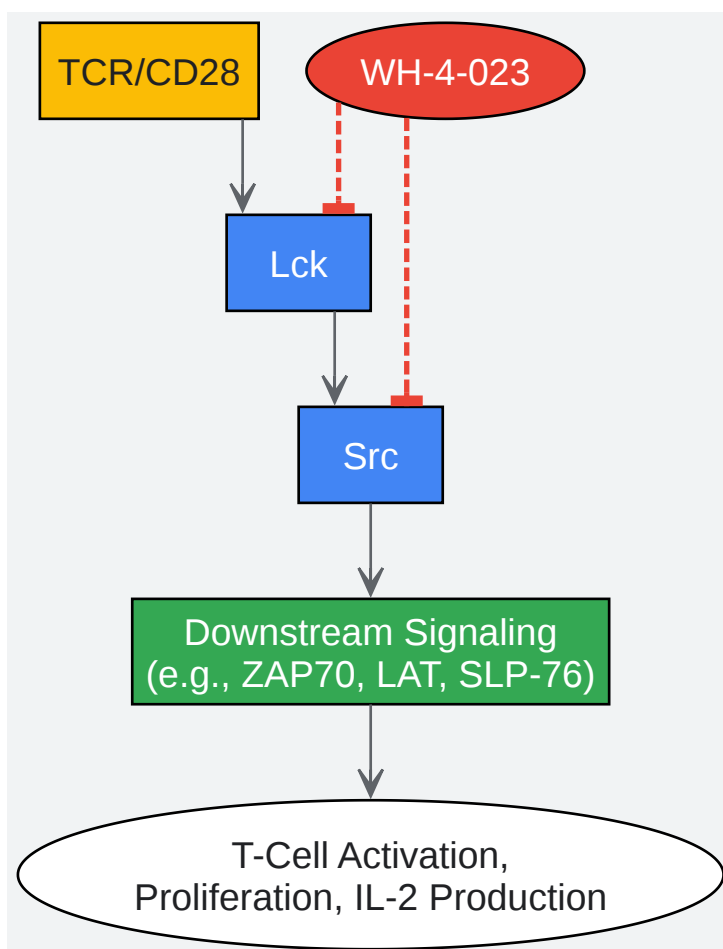 TCR/CD28
WH-4-023
Lck
Src
Downstream Signaling
(e.g., ZAP70, LAT, SLP-76)
T-Cell Activation,
Proliferation, IL-2 Production